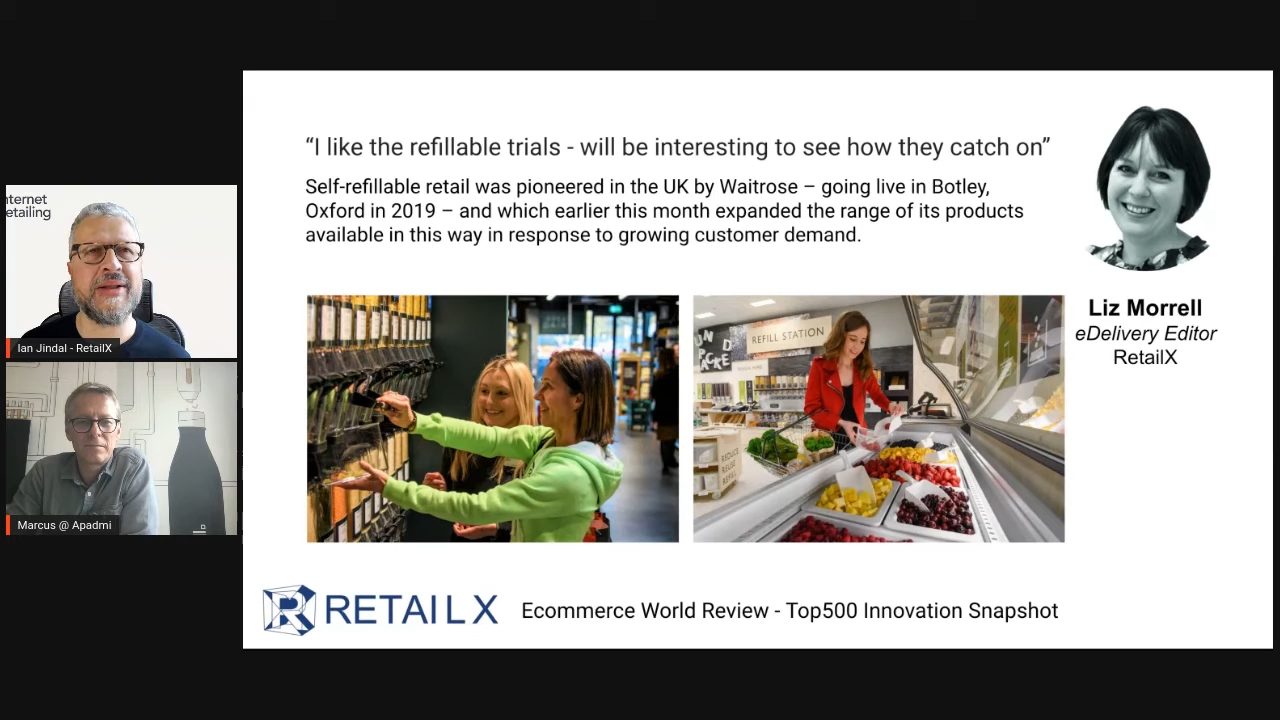 “I like the refillable trials - will be interesting to see how they catch on”
Self-refillable retail was pioneered in the UK by Waitrose – going live in Botley,
Oxford in 2019 – and which earlier this month expanded the range of its products
available in this way in response to growing customer demand.
Liz Morrell
eDelivery Editor
RetailX
nternet
etailing
Ian Jindal - RetailX
Marcus @ Apadmi
REFILL STATION
REDUCE
REUSE
REFILL
RETAILX
Ecommerce World Review - Top500 Innovation Snapshot